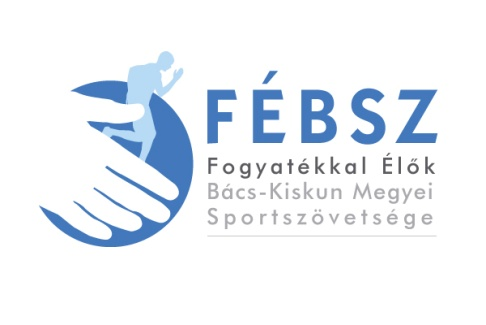 FÉBSZ
Fogyatékkal Élők
Bács-Kiskun Megyei
Sportszövetsége